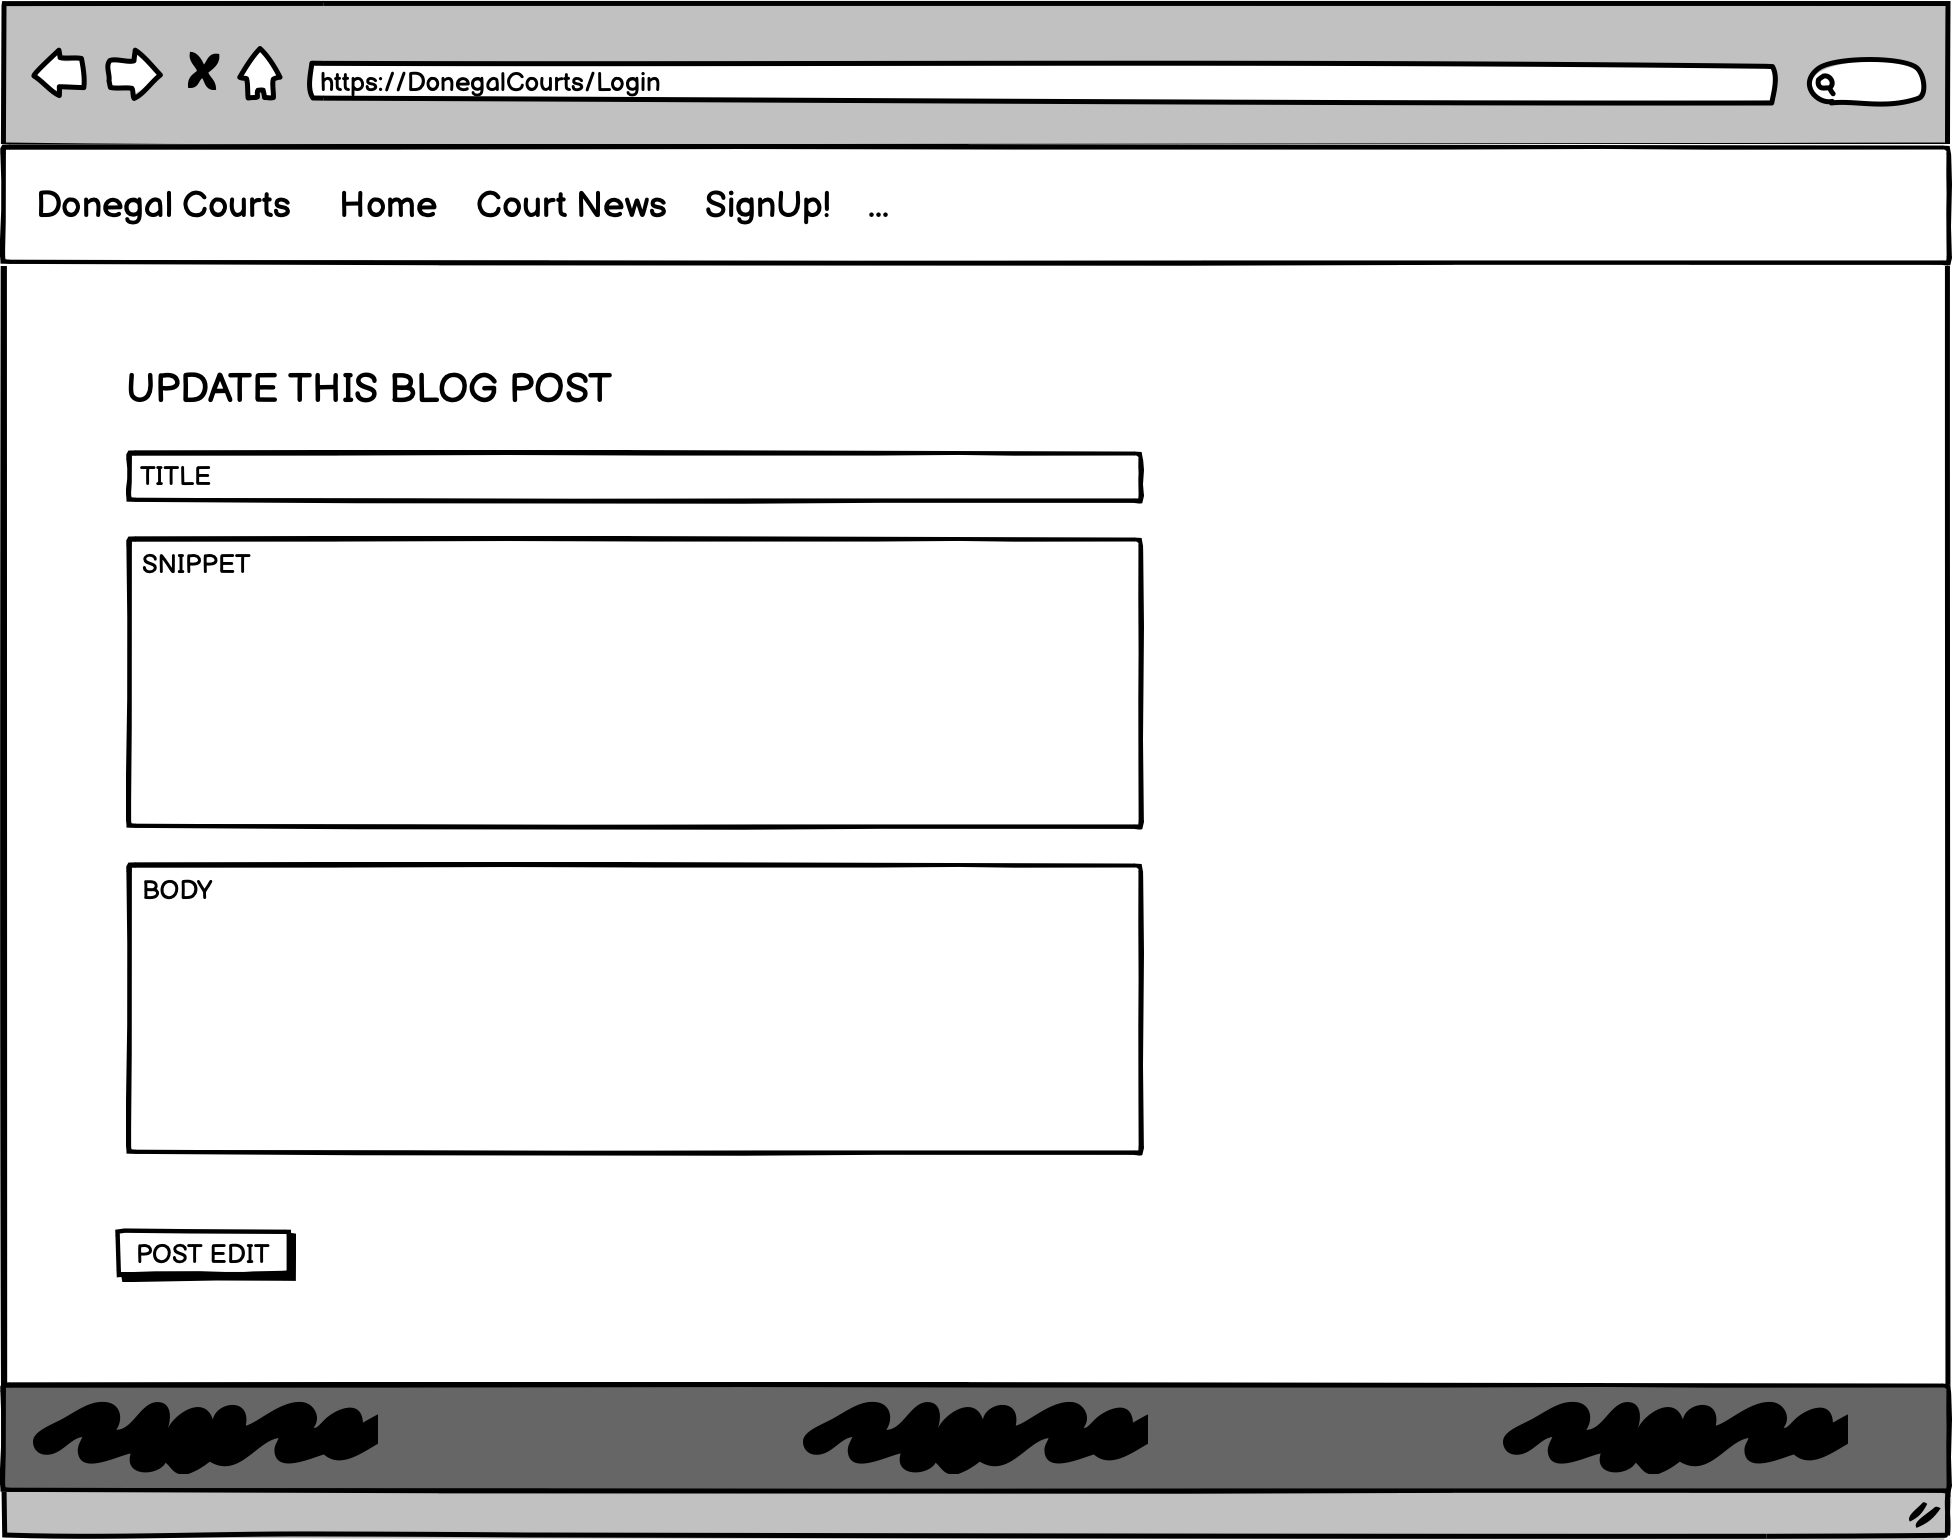 https://DonegalCourts/Login
Donegal Courts Home Court News SignUp! ...
UPDATE THIS BLOG POST
TITLE
SNIPPET
BODY
POST EDIT